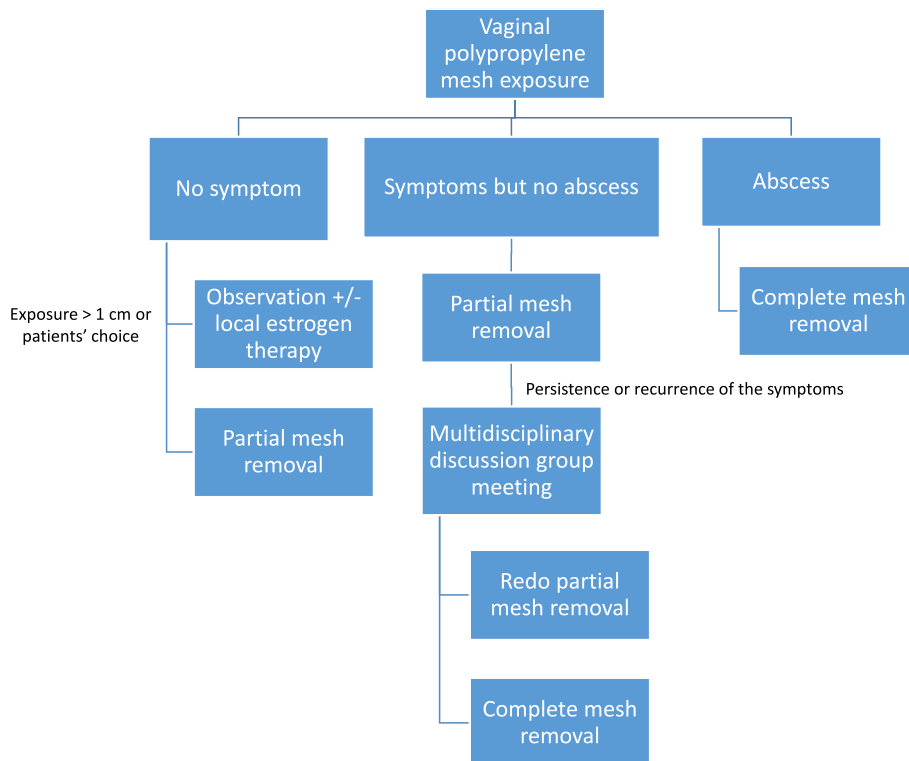 Vaginal
polypropylene
mesh exposure
No symptom
Symptoms but no abscess
Abscess
Exposure > 1 cm or
patients’ choice
Observation +/-
local estrogen
therapy
Partial mesh
removal
Partial mesh
removal
Persistence or recurrence of the symptoms
Multidisciplinary
discussion group
meeting
Redo partial
mesh removal
Complete mesh
removal
Complete mesh
removal